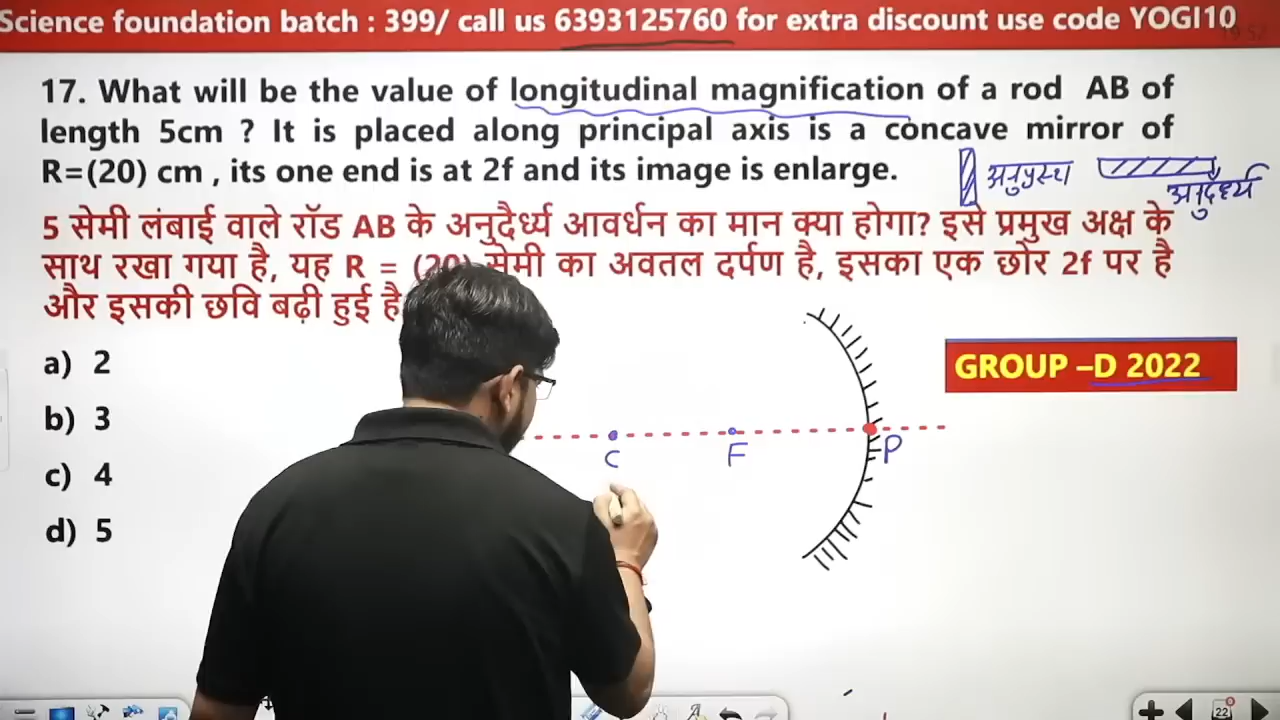 Science foundation batch : 399/ call us 6393125760 for extra discount use code YOGI10
17. What will be the value of longitudinal magnification of a rod AB of
length 5cm ? It is placed along principal axis is a concave mirror of
R=(20) cm , its one end is at 2f and its image is enlarge.
अनुप्रस्थ
अनुदैर्ध्य
5 सेमी लंबाई वाले रॉड AB के अनुदैर्ध्य आवर्धन का मान क्या होगा? इसे प्रमुख अक्ष के
साथ रखा गया है, यह R = (20) सेमी का अवतल दर्पण है, इसका एक छोर 2f पर है
और इसकी छवि बढ़ी हुई है
a) 2
GROUP –D 2022
b) 3
C
F
P
c) 4
d) 5
22